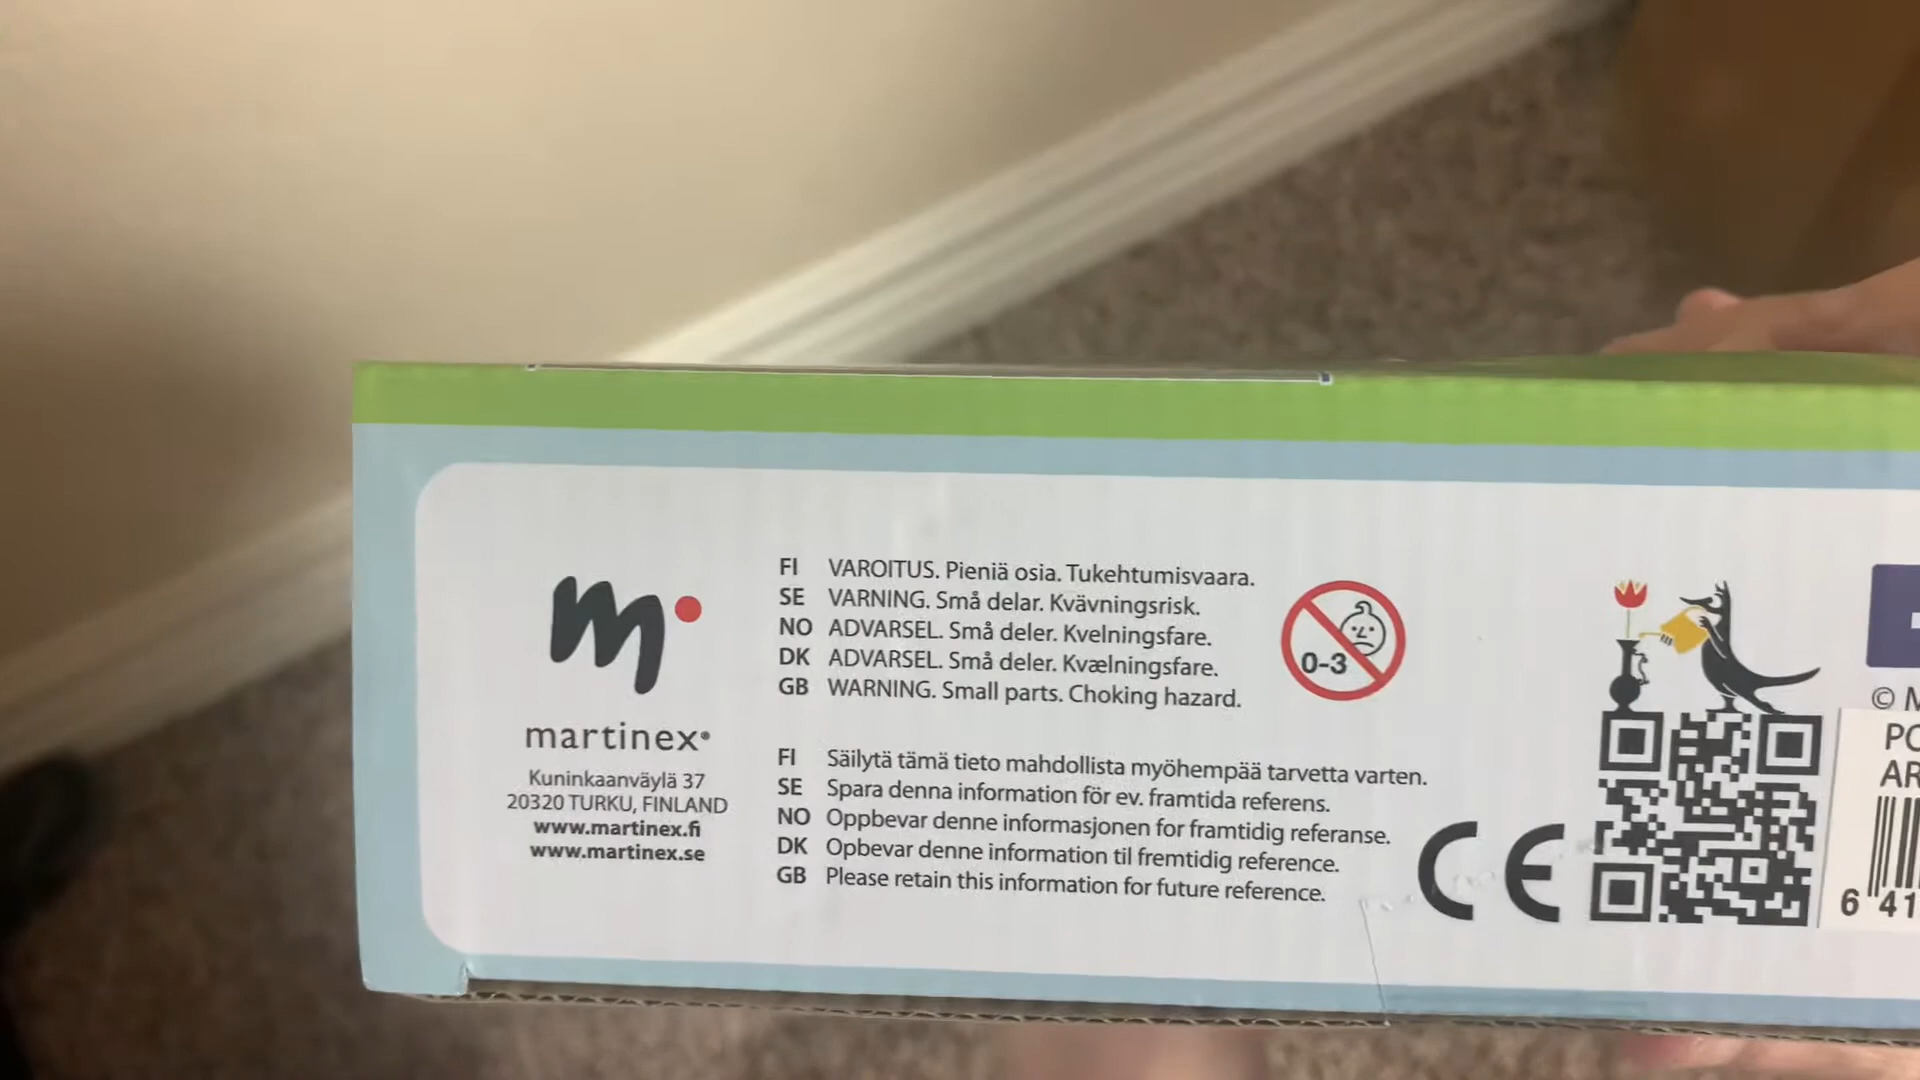 martinex
Kuninkaanväylä 37
20320 TURKU, FINLAND
www.martinex.fi
www.martinex.se
FI VAROITUS. Pieniä osia. Tukehtumisvaara.
SE VARNING. Små delar. Kvävningsrisk.
NO ADVARSEL. Små deler. Kvelningsfare.
DK ADVARSEL. Små deler. Kvælningsfare.
GB WARNING. Small parts. Choking hazard.
0-3
FI Säilytä tämä tieto mahdollista myöhempää tarvetta varten.
SE Spara denna information för ev. framtida referens.
NO Oppbevar denne informasjonen for framtidig referanse.
DK Opbevar denne information til fremtidig reference.
GB Please retain this information for future reference.
CE
© M
PO
AR
6 41